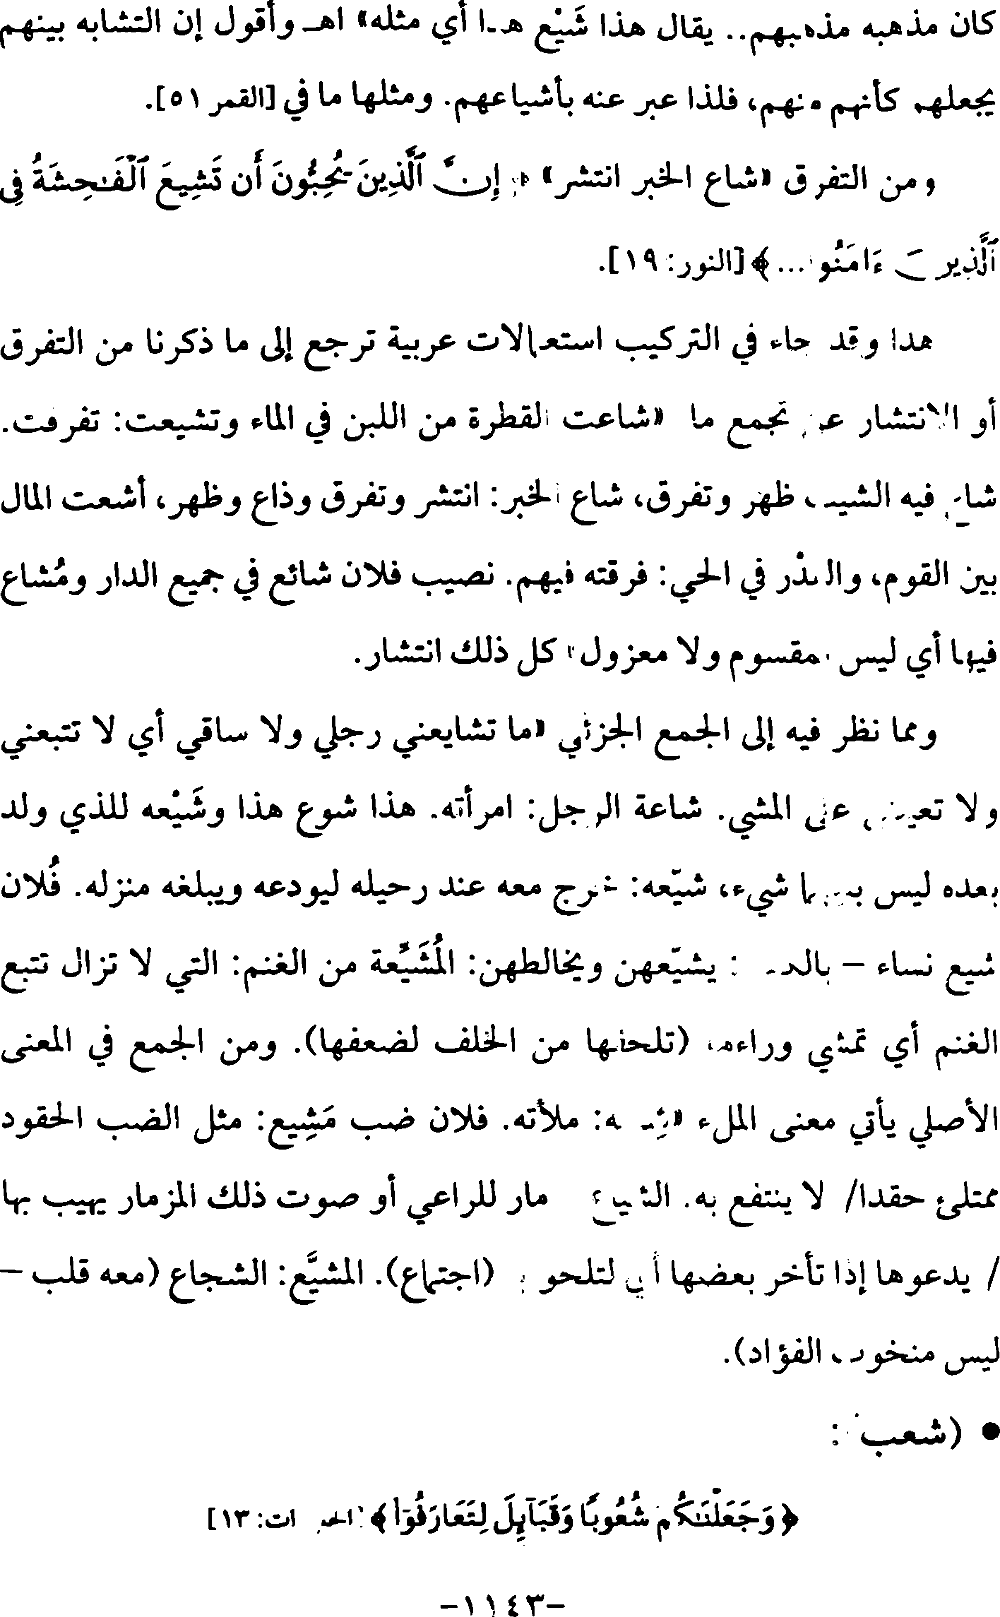 كان مذهبه مذهبهم.. يقال هذا شَيْع هذا أي مثله» اهـ وأقول إن التشابه بينهم
يجعلهم كأنهم منهم، فلذا عبر عنه بأشياعهم. ومثلها ما في [القمر ٥١].
ومن التفرق «شاع الخبر انتشر» ﴿إِنَّ ٱلَّذِينَ يُحِبُّونَ أَن تَشِيعَ ٱلْفَـٰحِشَةُ فِى
ٱلَّذِينَ ءَامَنُوا...﴾ [النور: ١٩].
هذا وقد جاء في التركيب استعمالات عربية ترجع إلى ما ذكرنا من التفرق
أو الانتشار عن تجمع ما «شاعت القطرة من اللبن في الماء وتشيعت: تفرقت.
شاع فيه الشيب ظهر وتفرق، شاع الخبر: انتشر وتفرق وذاع وظهر، أشعت المال
بين القوم، والقدْر في الحي: فرقته فيهم. نصيب فلان شائع في جميع الدار ومُشاع
فيها أي ليس بمقسوم ولا معزول» كل ذلك انتشار.
ومما نظر فيه إلى الجمع الجزئي «ما تشايعني رجلي ولا ساقي أي لا تتبعني
ولا تعينني على المشي. شاعة الرجل: امرأته. هذا شوع هذا وشَيْعه للذي ولد
بعده ليس بينهما شيء، شيّعه: خرج معه عند رحيله ليودعه ويبلغه منزله. فُلان
شيع نساء – : يشيّعهن ويخالطهن: المُشَيِّعة من الغنم: التي لا تزال تتبع
الغنم أي تمشي وراءها (تلحقها من الخلف لضعفها). ومن الجمع في المعنى
الأصلي يأتي معنى الملء : ملأته. فلان ضب مَشِيع: مثل الضب الحقود
ممتلئ حقدا/ لا ينتفع به. الشياع مزمار للراعي أو صوت ذلك المزمار يهيب بها
/ يدعوها إذا تأخر بعضها أي لتلحق (اجتماع). المشيَّع: الشجاع (معه قلب –
ليس منخوب الفؤاد).
• (شعب):
﴿وَجَعَلْنَـٰكُمْ شُعُوبًا وَقَبَآئِلَ لِتَعَارَفُوٓا﴾ [الحجرات: ١٣]
-١١٤٣-